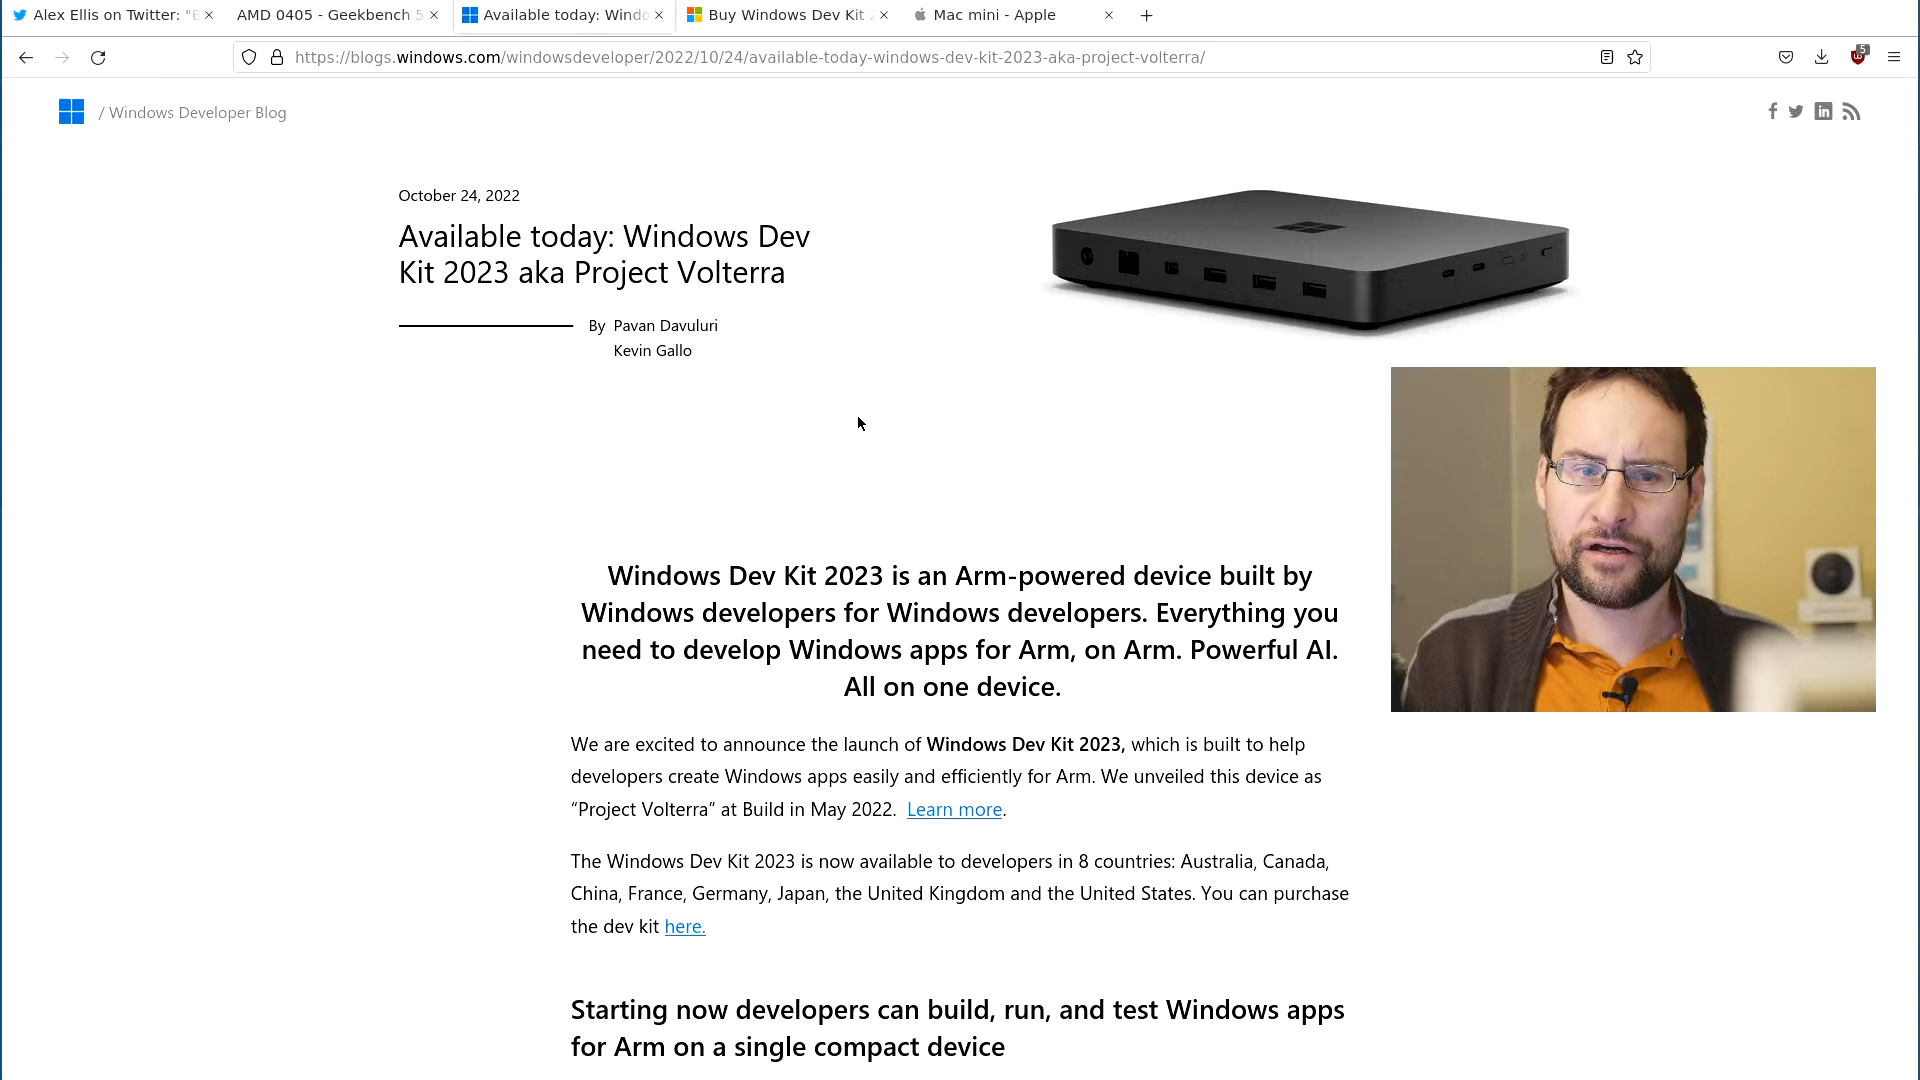 Alex Ellis on Twitter: "E
AMD 0405 - Geekbench 5
Available today: Windo
Buy Windows Dev Kit 2
Mac mini - Apple
https://blogs.windows.com/windowsdeveloper/2022/10/24/available-today-windows-dev-kit-2023-aka-project-volterra/
5
/ Windows Developer Blog
October 24, 2022
Available today: Windows Dev
Kit 2023 aka Project Volterra
By Pavan Davuluri
Kevin Gallo
Windows Dev Kit 2023 is an Arm-powered device built by
Windows developers for Windows developers. Everything you
need to develop Windows apps for Arm, on Arm. Powerful AI.
All on one device.
We are excited to announce the launch of Windows Dev Kit 2023, which is built to help
developers create Windows apps easily and efficiently for Arm. We unveiled this device as
“Project Volterra” at Build in May 2022. Learn more.
The Windows Dev Kit 2023 is now available to developers in 8 countries: Australia, Canada,
China, France, Germany, Japan, the United Kingdom and the United States. You can purchase
the dev kit here.
Starting now developers can build, run, and test Windows apps
for Arm on a single compact device